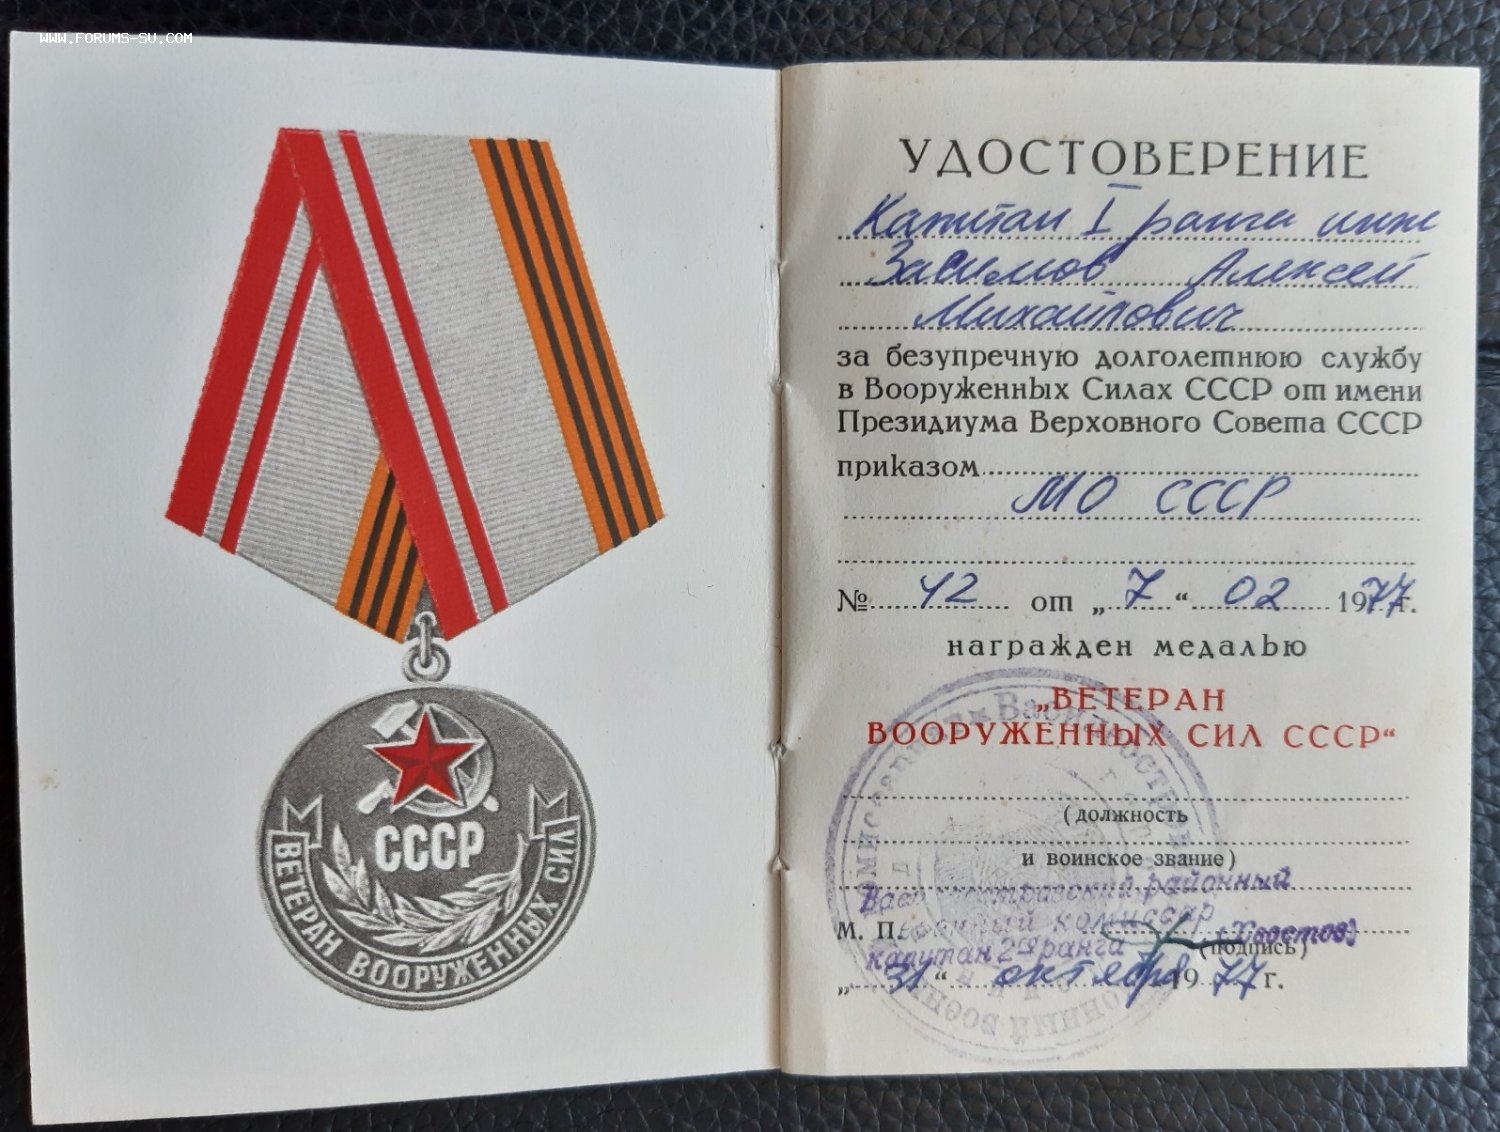 WWW.FORUMS-SU.COM
СССР
ВЕТЕРАН ВООРУЖЕННЫХ СИЛ
УДОСТОВЕРЕНИЕ
Капитан I ранга инж
Засимов Алексей
Михайлович
за безупречную долголетнюю службу
в Вооруженных Силах СССР от имени
Президиума Верховного Совета СССР
приказом
МО СССР
№ 42 от „7“ 02 1977 г.
награжден медалью
„ВЕТЕРАН
ВООРУЖЕННЫХ СИЛ СССР“
(должность
и воинское звание)
районный
М. П. военный комиссар
капитан 2 ранга (Хвостов)
(подпись)
„31“ октября 1977 г.